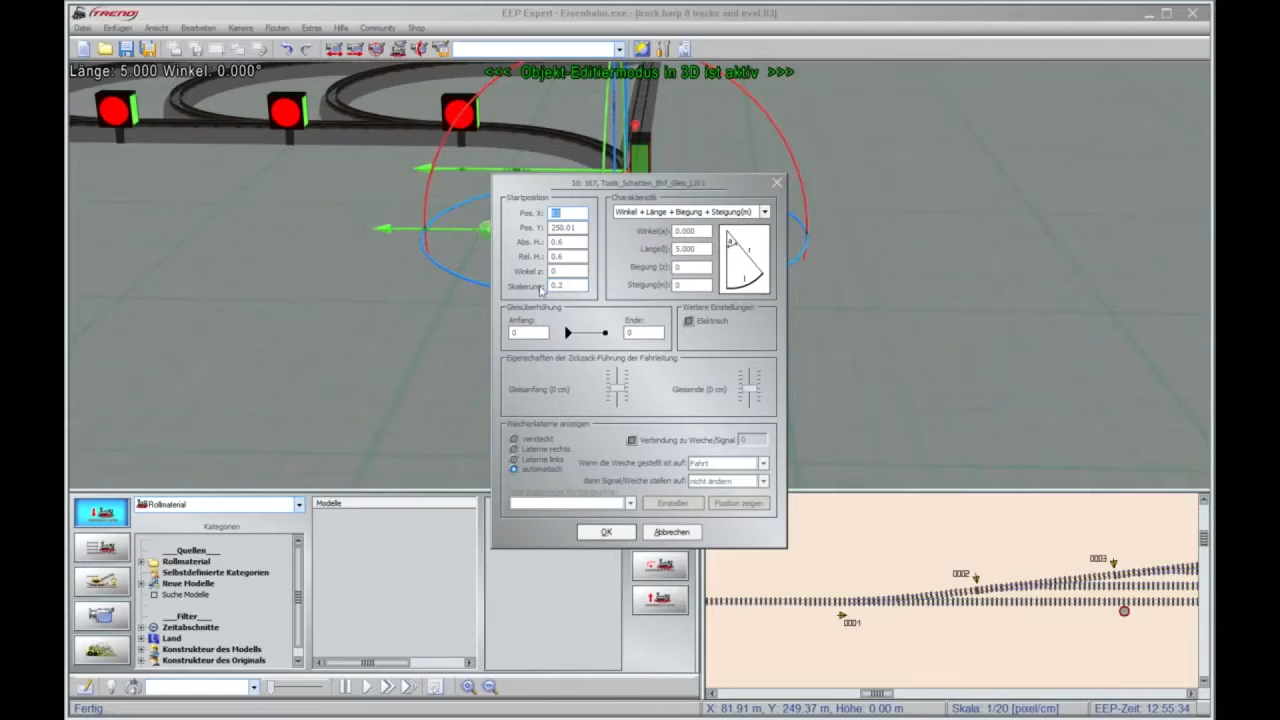 TREND
EEP Expert - Eisenbahn.exe - [track harp 8 trecks and oval 83]
Datei Einfügen Ansicht Bearbeiten Kamera Routen Extras Hilfe Community Shop
Länge: 5.000 Winkel: 0.000°
<<< Objekt-Editiermodus in 3D ist aktiv >>>
Id: 167, Tools_Schatten_Bhf_Gleis_LW1
Startposition
Pos. X: 83
Pos. Y: 250.01
Abs. H.: 0.6
Rel. H.: 0.6
Winkel z: 0
Skalierung: 0.2
Charakteristik
Winkel + Länge + Biegung + Steigung(m)
Winkel(a): 0.000
Länge(l): 5.000
Biegung (z): 0
Steigung(m): 0
a
r
l
Gleisüberhöhung
Anfang: Ende:
0 0
Weitere Einstellungen
Elektrisch
Eigenschaften der Zickzack-Führung der Fahrleitung
Gleisanfang (0 cm) Gleisende (0 cm)
Weichenlaterne anzeigen
versteckt
Laterne rechts
Laterne links
automatisch
Verbindung zu Weiche/Signal 0
Wenn die Weiche gestellt ist auf: Fahrt
dann Signal/Weiche stellen auf: nicht ändern
Einstellen Position zeigen
OK Abbrechen
Rollmaterial
Kategorien
___Quellen___
Rollmaterial
Selbstdefinierte Kategorien
Neue Modelle
Suche Modelle
___Filter___
Zeitabschnitte
Land
Konstrukteur des Modells
Konstrukteur des Originals
Modelle
0001
0002
0003
Fertig...
X: 81.91 m, Y: 249.37 m, Höhe: 0.00 m
Skala: 1/20 [pixel/cm]
EEP-Zeit: 12:55:34